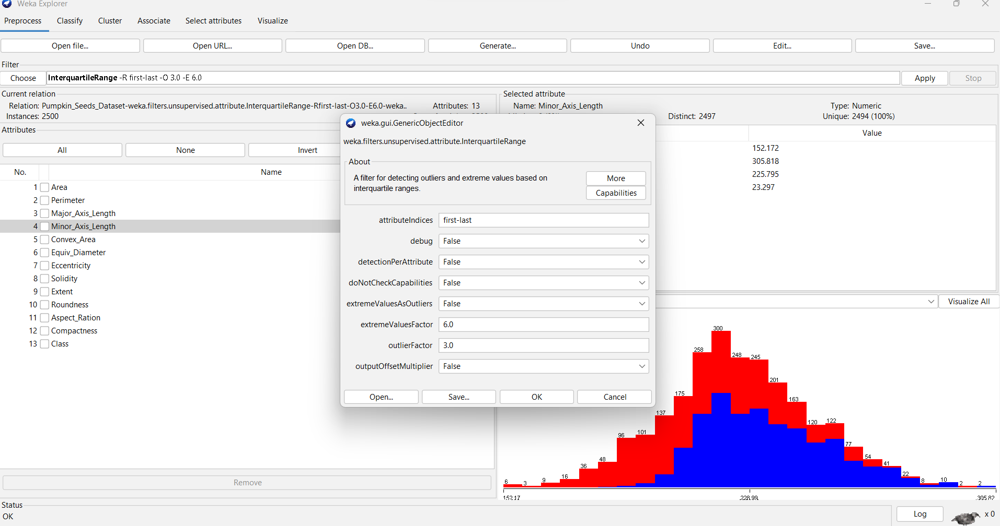 Weka Explorer
Preprocess Classify Cluster Associate Select attributes Visualize
Open file... Open URL... Open DB... Generate... Undo Edit... Save...
Filter
Choose InterquartileRange -R first-last -O 3.0 -E 6.0 Apply Stop
Current relation
Relation: Pumpkin_Seeds_Dataset-weka.filters.unsupervised.attribute.InterquartileRange-Rfirst-last-O3.0-E6.0-weka.. Attributes: 13
Instances: 2500
Selected attribute
Name: Minor_Axis_Length Type: Numeric
Distinct: 2497 Unique: 2494 (100%)
Value
152.172
305.818
225.795
23.297
Attributes
All None Invert
No. Name
1 Area
2 Perimeter
3 Major_Axis_Length
4 Minor_Axis_Length
5 Convex_Area
6 Equiv_Diameter
7 Eccentricity
8 Solidity
9 Extent
10 Roundness
11 Aspect_Ration
12 Compactness
13 Class
Remove
weka.gui.GenericObjectEditor
weka.filters.unsupervised.attribute.InterquartileRange
About
A filter for detecting outliers and extreme values based on
interquartile ranges.
More
Capabilities
attributeIndices first-last
debug False
detectionPerAttribute False
doNotCheckCapabilities False
extremeValuesAsOutliers False
extremeValuesFactor 6.0
outlierFactor 3.0
outputOffsetMultiplier False
Open... Save... OK Cancel
Visualize All
6 3 9 16 36 48 96 101 137 175 258 300 248 245 201 163 120 122 77 54 41 22 8 10 2 2
152.17 228.99 305.82
Status
OK
Log x 0